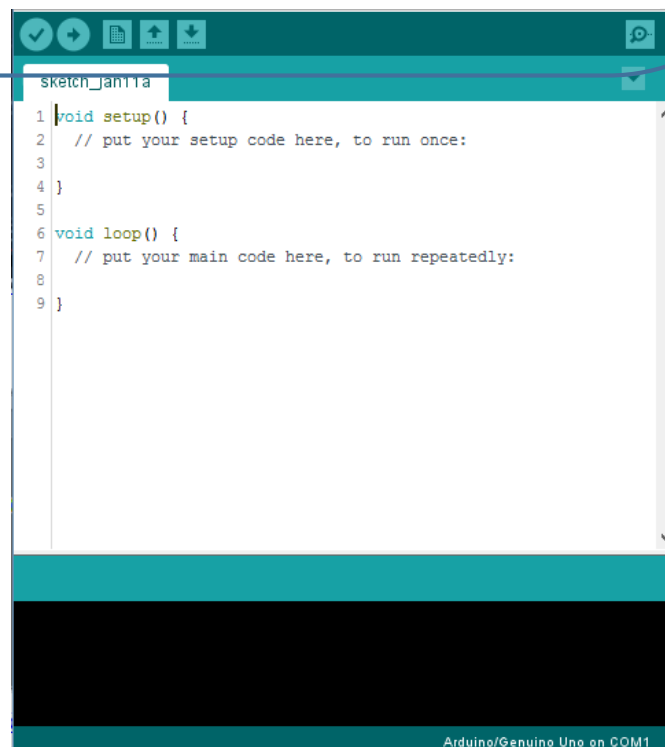 sketch_jan11a
1 void setup() {
2 // put your setup code here, to run once:
3
4 }
5
6 void loop() {
7 // put your main code here, to run repeatedly:
8
9 }
Arduino/Genuino Uno on COM1